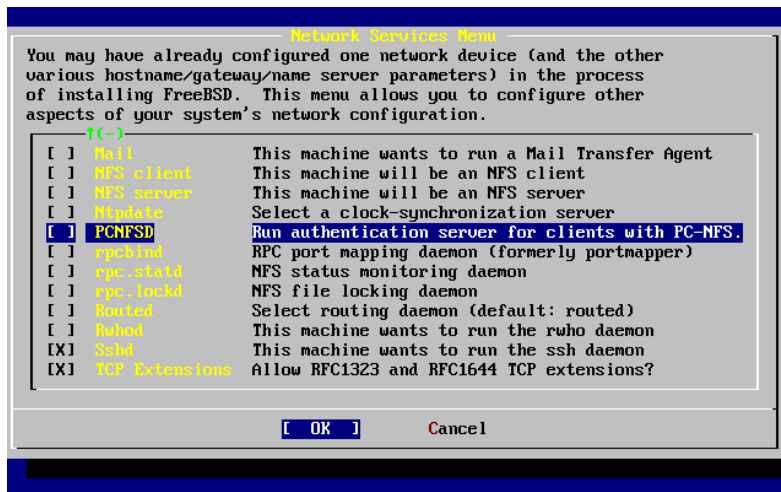 Network Services Menu
You may have already configured one network device (and the other
various hostname/gateway/name server parameters) in the process
of installing FreeBSD.  This menu allows you to configure other
aspects of your system's network configuration.
↑(-)
[ ] Mail This machine wants to run a Mail Transfer Agent
[ ] NFS client This machine will be an NFS client
[ ] NFS server This machine will be an NFS server
[ ] Ntpdate Select a clock-synchronization server
[ ] PCNFSD Run authentication server for clients with PC-NFS.
[ ] rpcbind RPC port mapping daemon (formerly portmapper)
[ ] rpc.statd NFS status monitoring daemon
[ ] rpc.lockd NFS file locking daemon
[ ] Routed Select routing daemon (default: routed)
[ ] Rwhod This machine wants to run the rwho daemon
[X] Sshd This machine wants to run the ssh daemon
[X] TCP Extensions Allow RFC1323 and RFC1644 TCP extensions?
[ OK ] Cancel